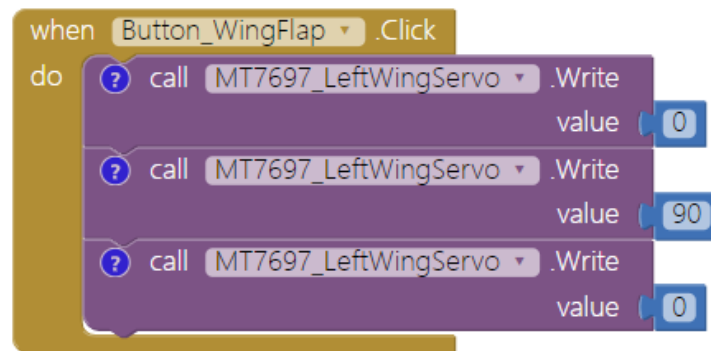 when Button_WingFlap .Click
do ? call MT7697_LeftWingServo .Write
value 0
? call MT7697_LeftWingServo .Write
value 90
? call MT7697_LeftWingServo .Write
value 0